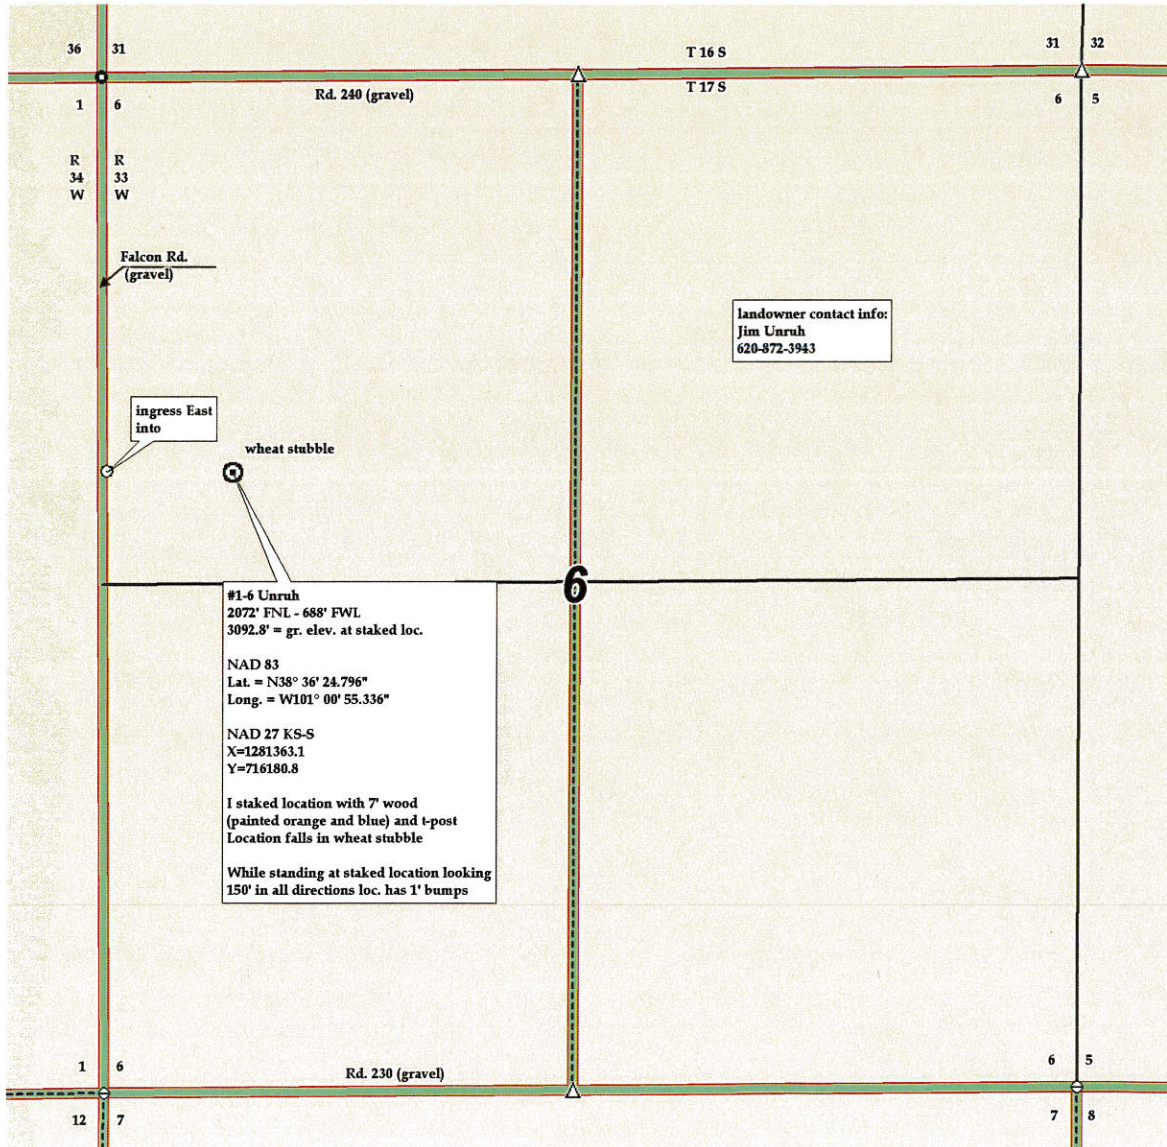 36 31
31 32
T 16 S
T 17 S
Rd. 240 (gravel)
1 6
6 5
R R
34 33
W W
Falcon Rd.
(gravel)
landowner contact info:
Jim Unruh
620-872-3943
ingress East
into
wheat stubble
6
#1-6 Unruh
2072' FNL - 688' FWL
3092.8' = gr. elev. at staked loc.
NAD 83
Lat. = N38° 36' 24.796"
Long. = W101° 00' 55.336"
NAD 27 KS-S
X=1281363.1
Y=716180.8
I staked location with 7' wood
(painted orange and blue) and t-post
Location falls in wheat stubble
While standing at staked location looking
150' in all directions loc. has 1' bumps
1 6
6 5
Rd. 230 (gravel)
12 7
7 8